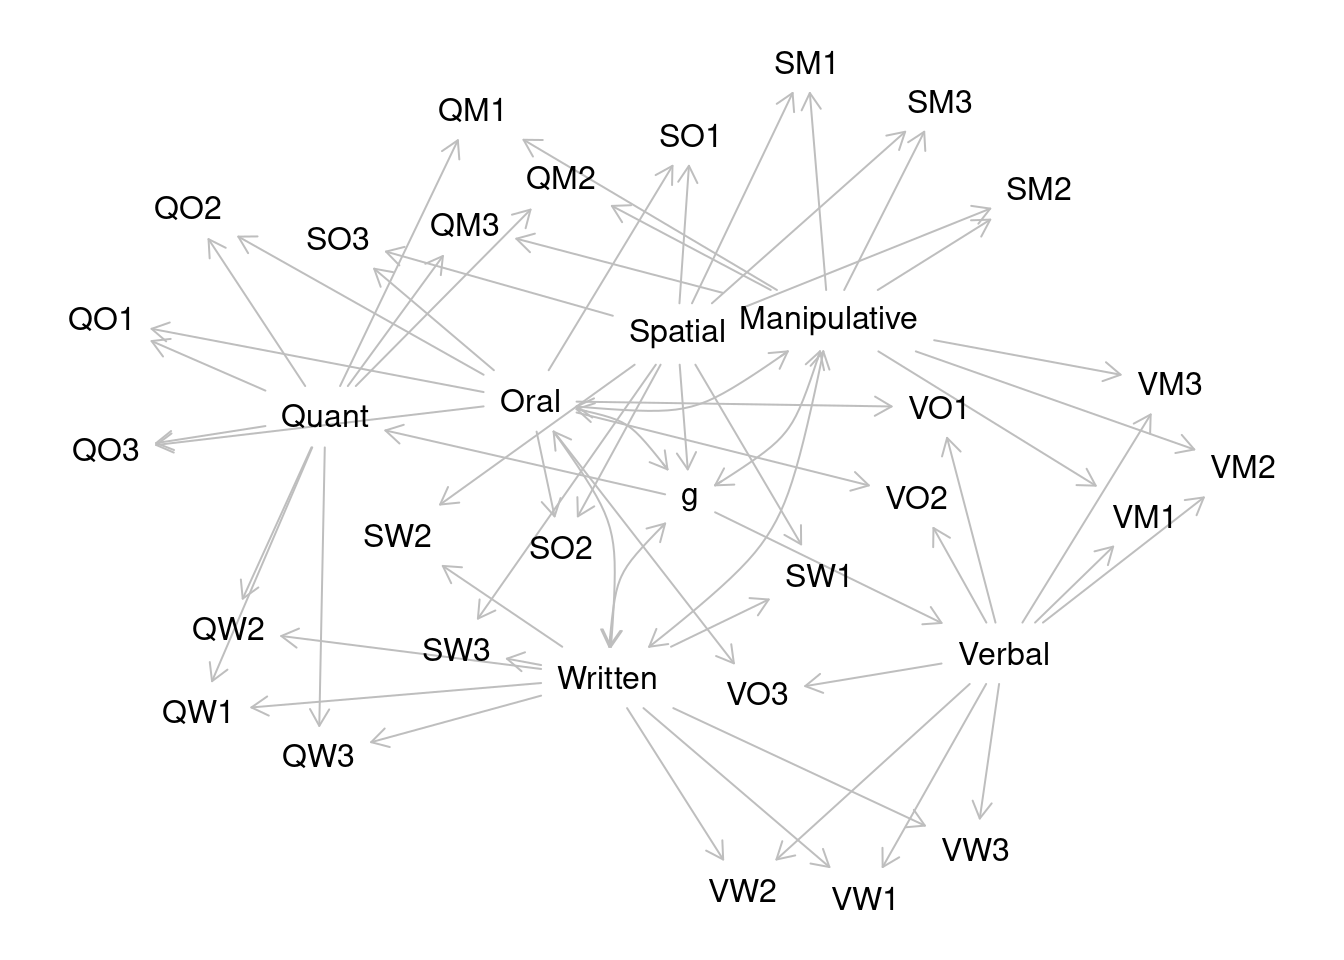 SM1
SM3
QM1
SO1
QM2
SM2
QO2
QM3
SO3
QO1
Manipulative
Spatial
VM3
Oral
VO1
Quant
QO3
VM2
g
VO2
VM1
SW2
SO2
SW1
QW2
SW3
Verbal
Written
VO3
QW1
QW3
VW3
VW2
VW1